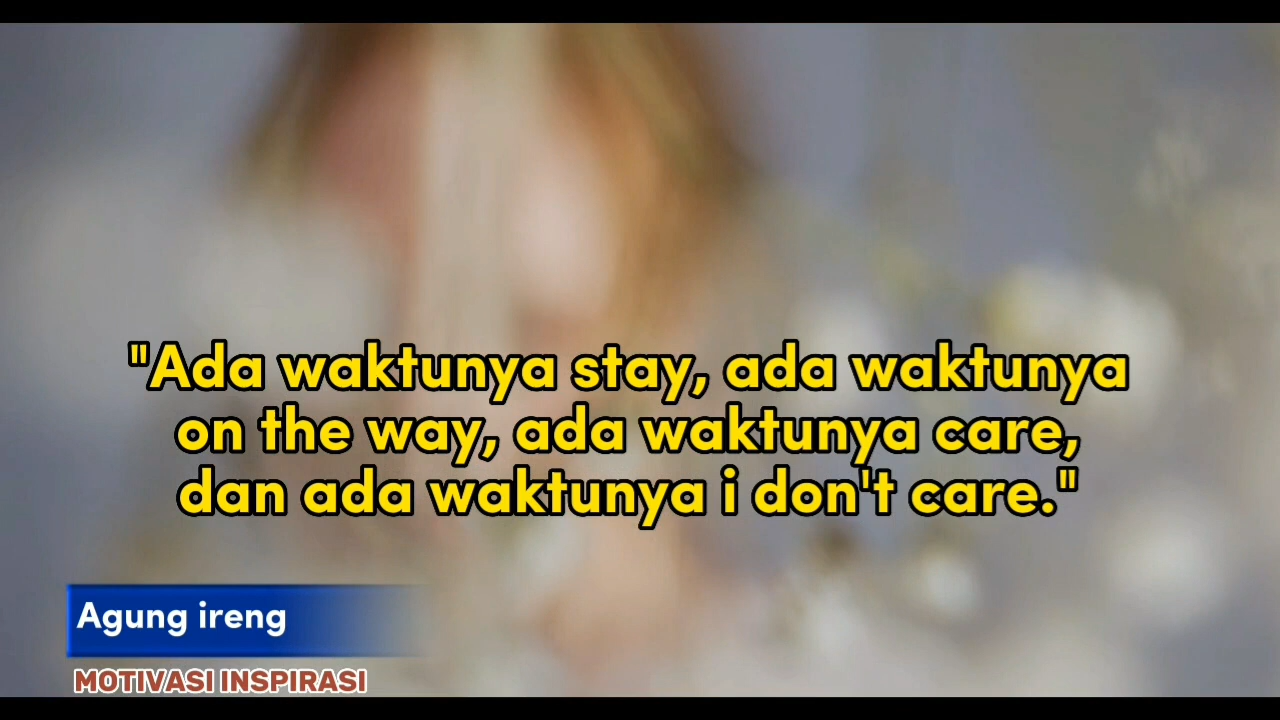 "Ada waktunya stay, ada waktunya
on the way, ada waktunya care,
dan ada waktunya i don't care."
Agung ireng
MOTIVASI INSPIRASI